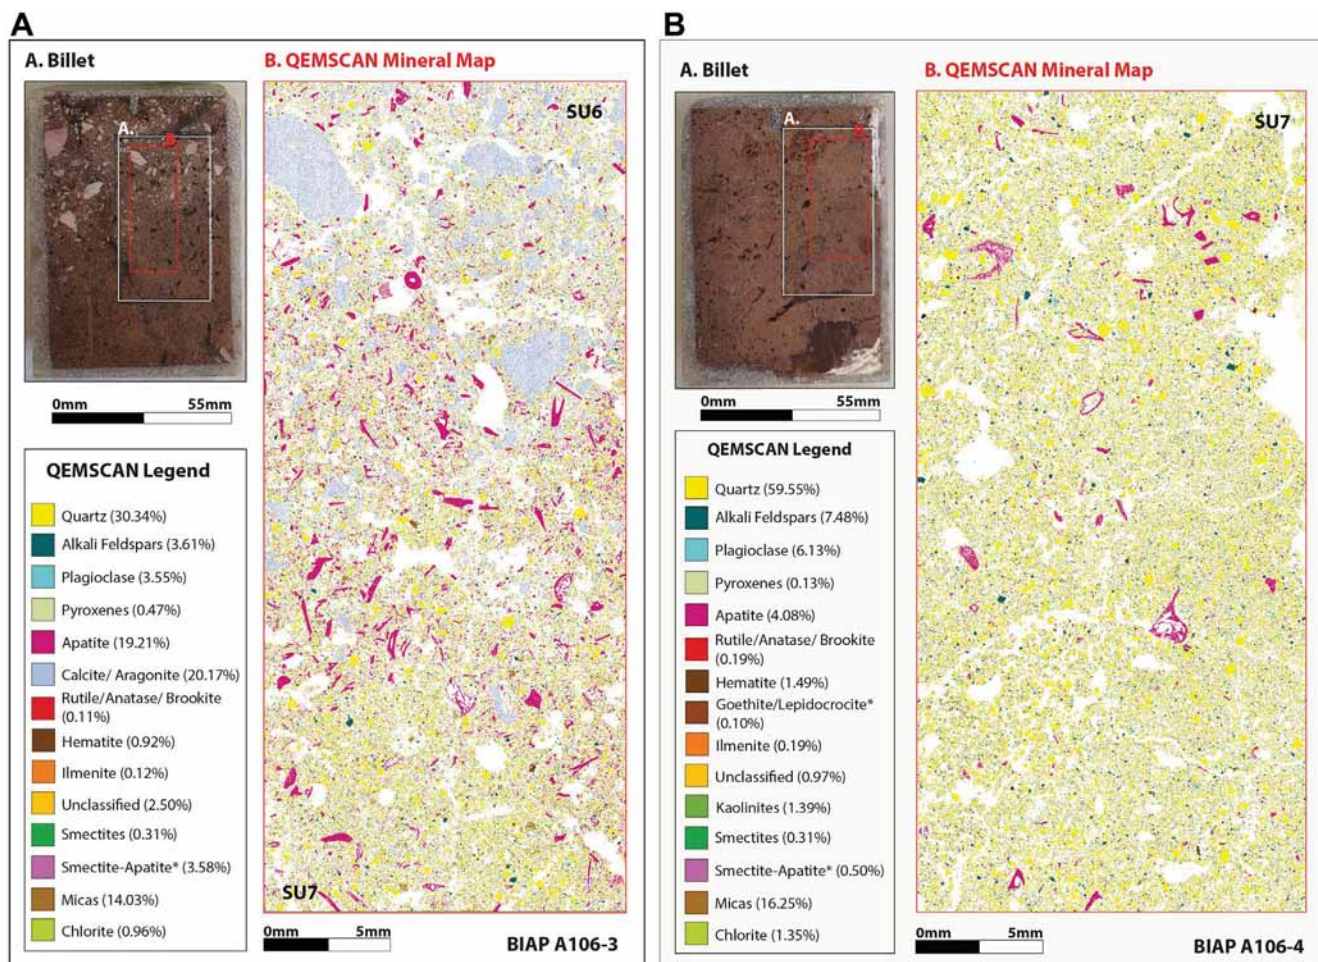 A
A. Billet
B. QEMSCAN Mineral Map
A.
B
SU6
0mm 55mm
QEMSCAN Legend
Quartz (30.34%)
Alkali Feldspars (3.61%)
Plagioclase (3.55%)
Pyroxenes (0.47%)
Apatite (19.21%)
Calcite/ Aragonite (20.17%)
Rutile/Anatase/ Brookite
(0.11%)
Hematite (0.92%)
Ilmenite (0.12%)
Unclassified (2.50%)
Smectites (0.31%)
Smectite-Apatite* (3.58%)
Micas (14.03%)
Chlorite (0.96%)
SU7
0mm 5mm
BIAP A106-3
B
A. Billet
B. QEMSCAN Mineral Map
A.
B
SU7
0mm 55mm
QEMSCAN Legend
Quartz (59.55%)
Alkali Feldspars (7.48%)
Plagioclase (6.13%)
Pyroxenes (0.13%)
Apatite (4.08%)
Rutile/Anatase/ Brookite
(0.19%)
Hematite (1.49%)
Goethite/Lepidocrocite*
(0.10%)
Ilmenite (0.19%)
Unclassified (0.97%)
Kaolinites (1.39%)
Smectites (0.31%)
Smectite-Apatite* (0.50%)
Micas (16.25%)
Chlorite (1.35%)
0mm 5mm
BIAP A106-4